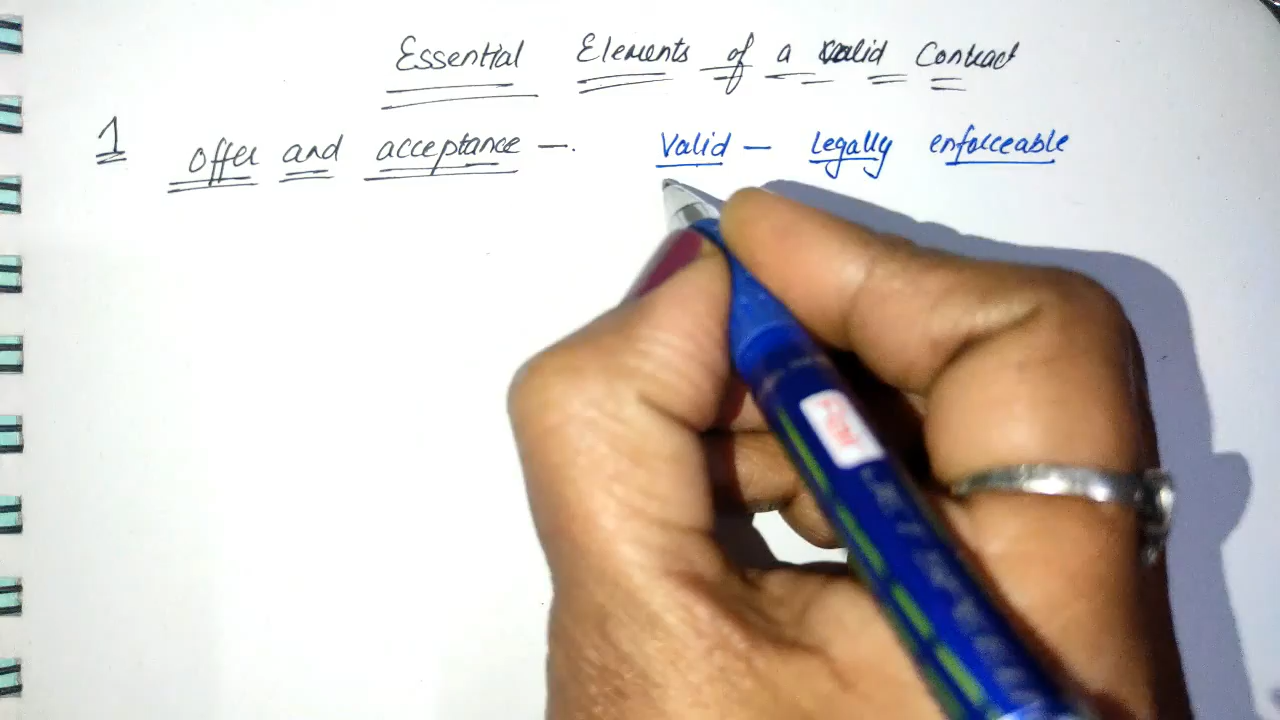 Essential Elements of a valid Contract
1 Offer and acceptance —. Valid — legally enforceable